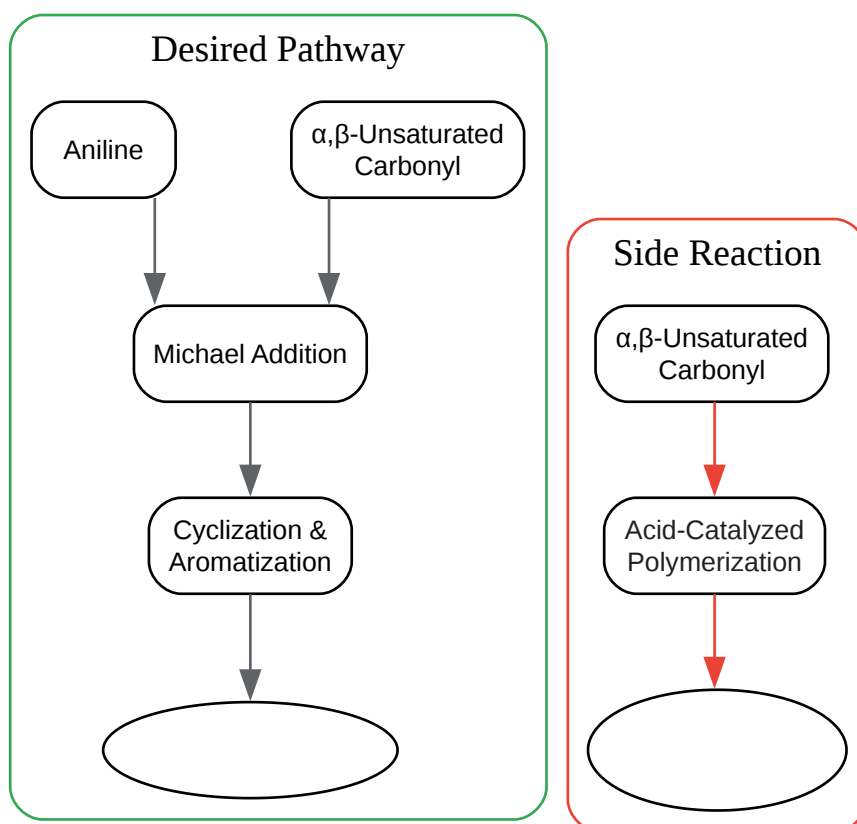 Desired Pathway
Aniline
α,β-Unsaturated
Carbonyl
Michael Addition
Cyclization &
Aromatization
Side Reaction
α,β-Unsaturated
Carbonyl
Acid-Catalyzed
Polymerization